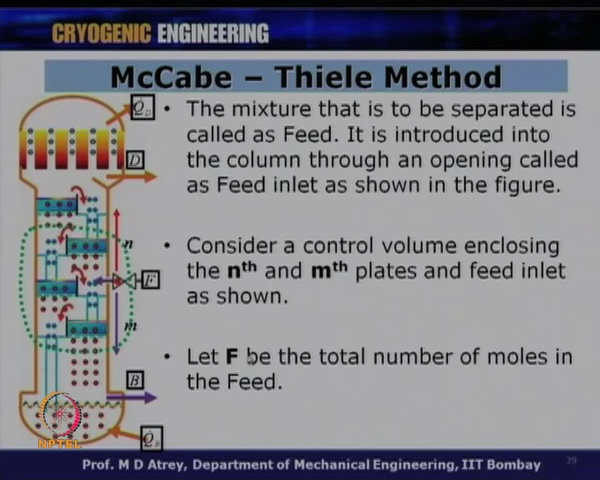 CRYOGENIC ENGINEERING
McCabe – Thiele Method
• The mixture that is to be separated is
called as Feed. It is introduced into
the column through an opening called
as Feed inlet as shown in the figure.
• Consider a control volume enclosing
the nth and mth plates and feed inlet
as shown.
• Let F be the total number of moles in
the Feed.
Q̇D
D
n
F
m
B
Q̇B
NPTEL
Prof. M D Atrey, Department of Mechanical Engineering, IIT Bombay
29